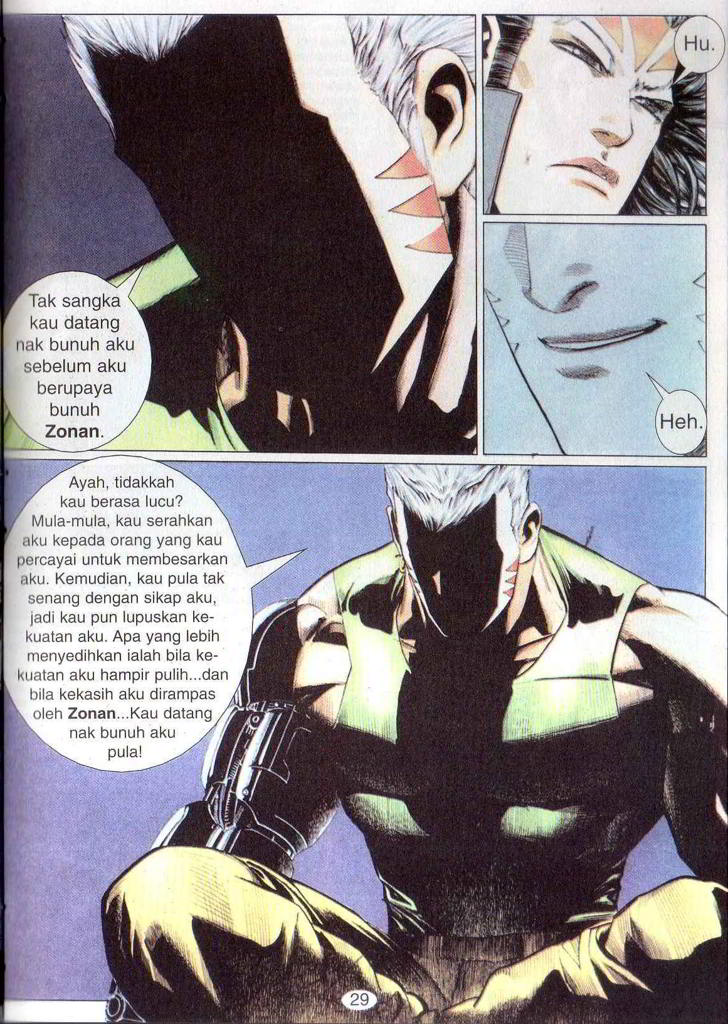 Hu.
Tak sangka
kau datang
nak bunuh aku
sebelum aku
berupaya
bunuh
Zonan.
Heh.
Ayah, tidakkah
kau berasa lucu?
Mula-mula, kau serahkan
aku kepada orang yang kau
percayai untuk membesarkan
aku. Kemudian, kau pula tak
senang dengan sikap aku,
jadi kau pun lupuskan ke-
kuatan aku. Apa yang lebih
menyedihkan ialah bila ke-
kuatan aku hampir pulih...dan
bila kekasih aku dirampas
oleh Zonan...Kau datang
nak bunuh aku
pula!
29